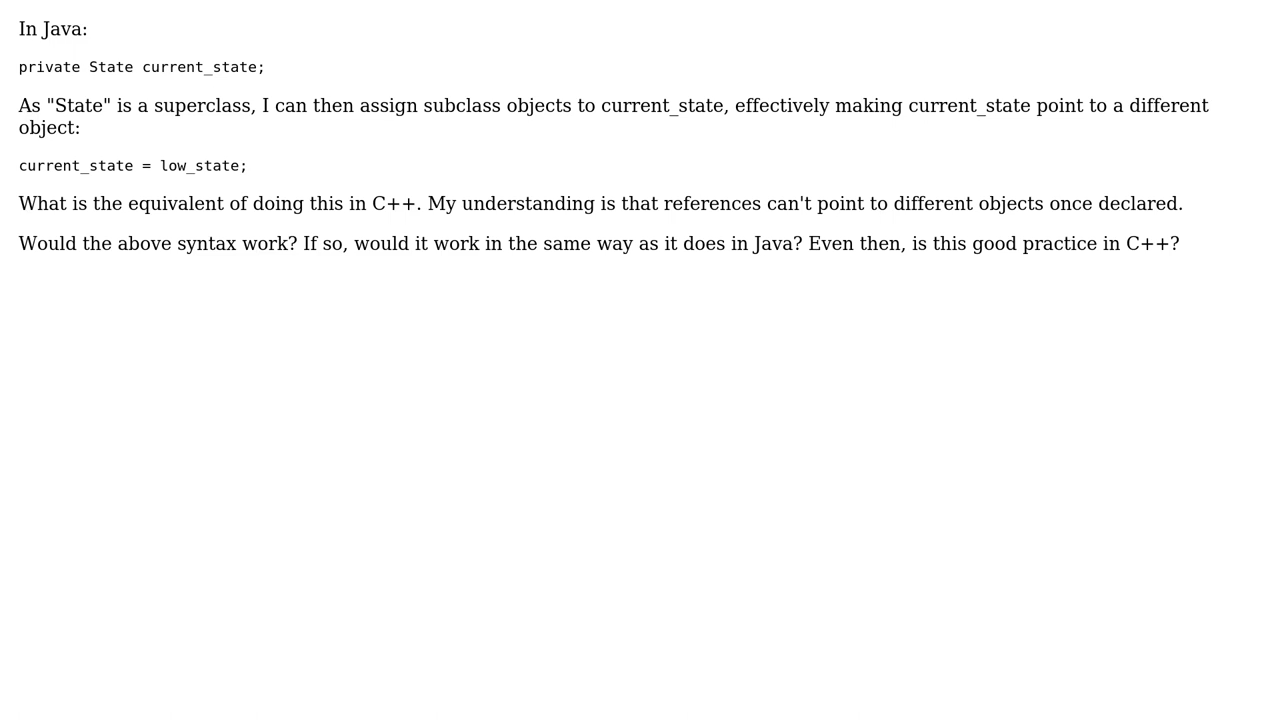 In Java:
private State current_state;
As "State" is a superclass, I can then assign subclass objects to current_state, effectively making current_state point to a different
object:
current_state = low_state;
What is the equivalent of doing this in C++. My understanding is that references can't point to different objects once declared.
Would the above syntax work? If so, would it work in the same way as it does in Java? Even then, is this good practice in C++?